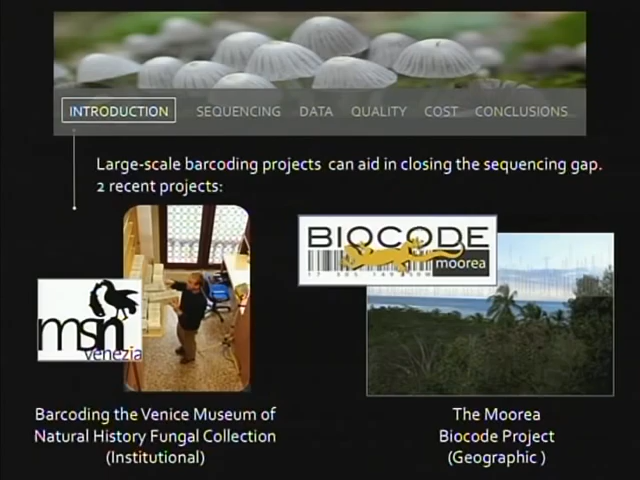 INTRODUCTION SEQUENCING DATA QUALITY COST CONCLUSIONS
Large-scale barcoding projects can aid in closing the sequencing gap.
2 recent projects:
BIOCODE
moorea
msn
venezia
Barcoding the Venice Museum of
Natural History Fungal Collection
(Institutional)
The Moorea
Biocode Project
(Geographic )